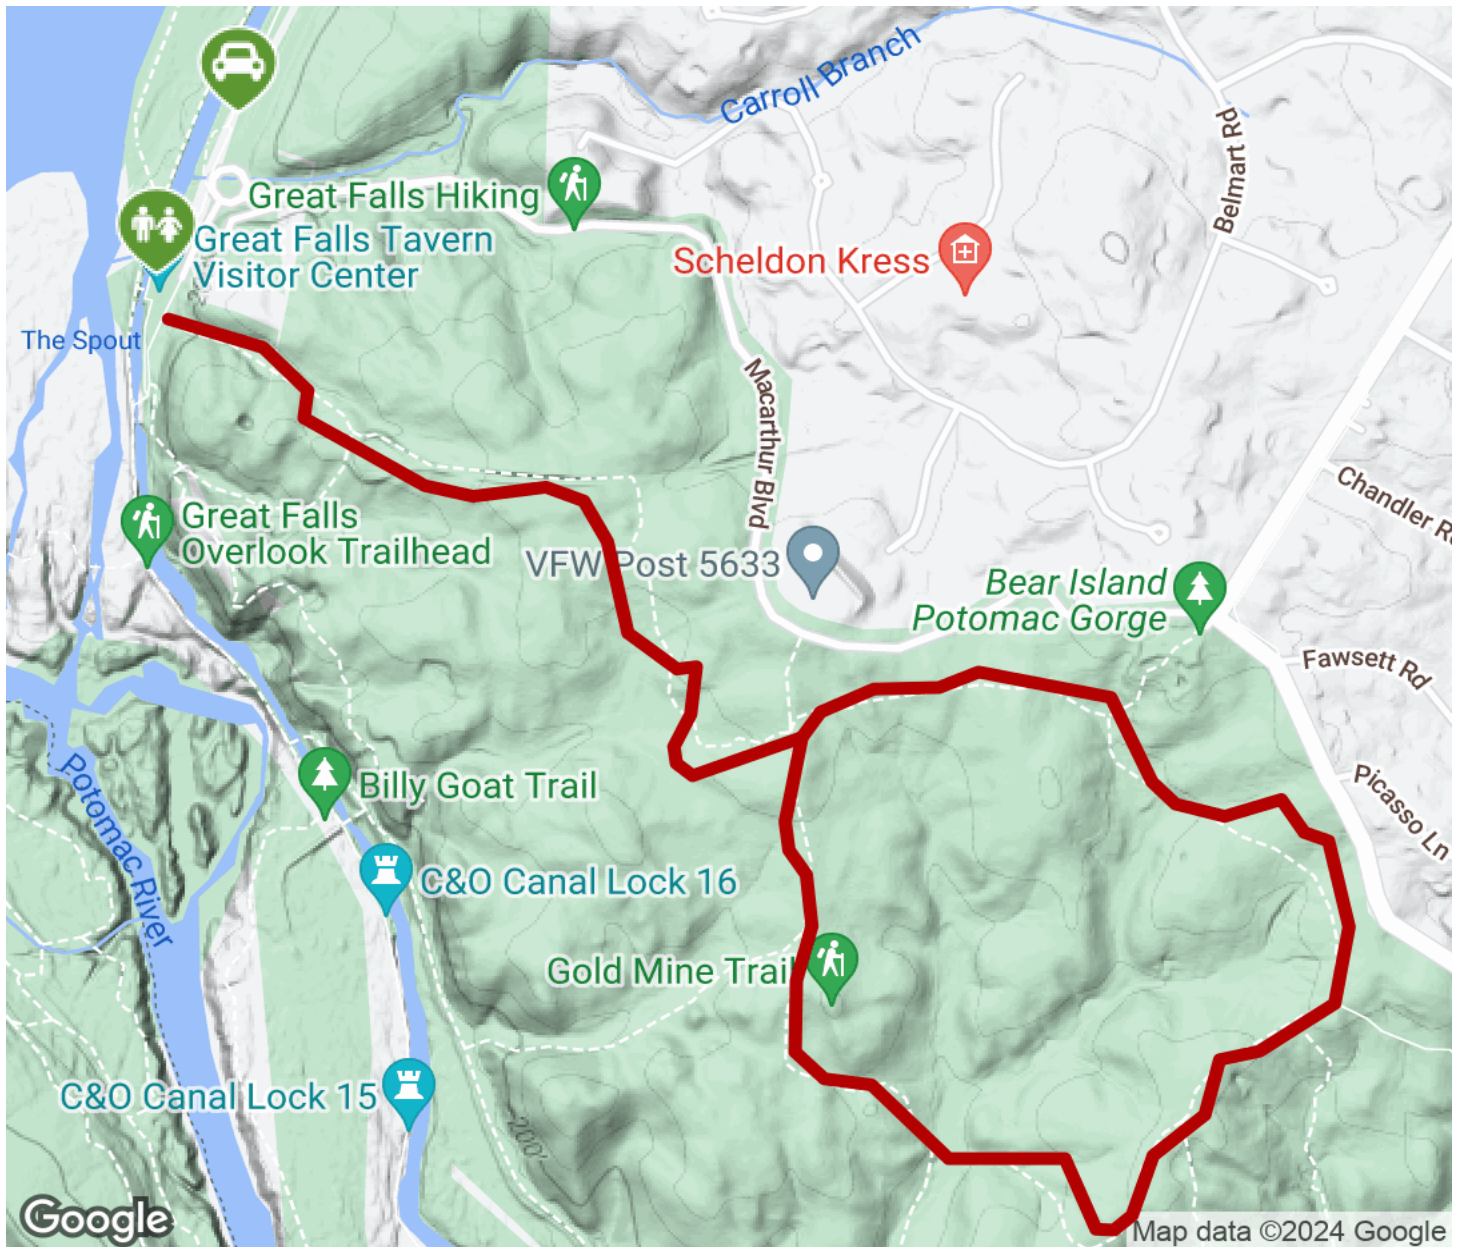 Carroll Branch
Belmart Rd
Great Falls Hiking
Great Falls Tavern
Visitor Center
Scheldon Kress
The Spout
Macarthur Blvd
Chandler R
Great Falls
Overlook Trailhead
VFW Post 5633
Bear Island
Potomac Gorge
Fawsett Rd
Potomac River
Billy Goat Trail
Picasso Ln
C&O Canal Lock 16
Gold Mine Trail
C&O Canal Lock 15
200'
Google
Map data ©2024 Google